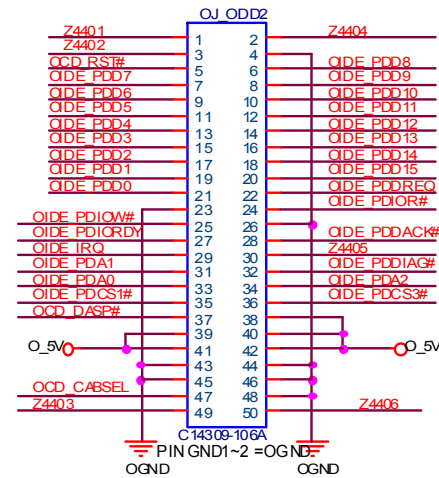 OJ_ODD2
Z4401 1 2 Z4404
Z4402 3 4
OCD_RST# 5 6 OIDE_PDD8
OIDE_PDD7 7 8 OIDE_PDD9
OIDE_PDD6 9 10 OIDE_PDD10
OIDE_PDD5 11 12 OIDE_PDD11
OIDE_PDD4 13 14 OIDE_PDD12
OIDE_PDD3 15 16 OIDE_PDD13
OIDE_PDD2 17 18 OIDE_PDD14
OIDE_PDD1 19 20 OIDE_PDD15
OIDE_PDD0 21 22 OIDE_PDDREQ
23 24 OIDE_PDIOR#
OIDE_PDIOW# 25 26
OIDE_PDIORDY 27 28 OIDE_PDDACK#
OIDE_IRQ 29 30 Z4405
OIDE_PDA1 31 32 OIDE_PDDIAG#
OIDE_PDA0 33 34 OIDE_PDA2
OIDE_PDCS1# 35 36 OIDE_PDCS3#
OCD_DASP# 37 38
39 40
O_5V 41 42 O_5V
43 44
45 46
OCD_CABSEL 47 48
Z4403 49 50 Z4406
C14309-106A
PIN GND1~2 =OGND
OGND OGND